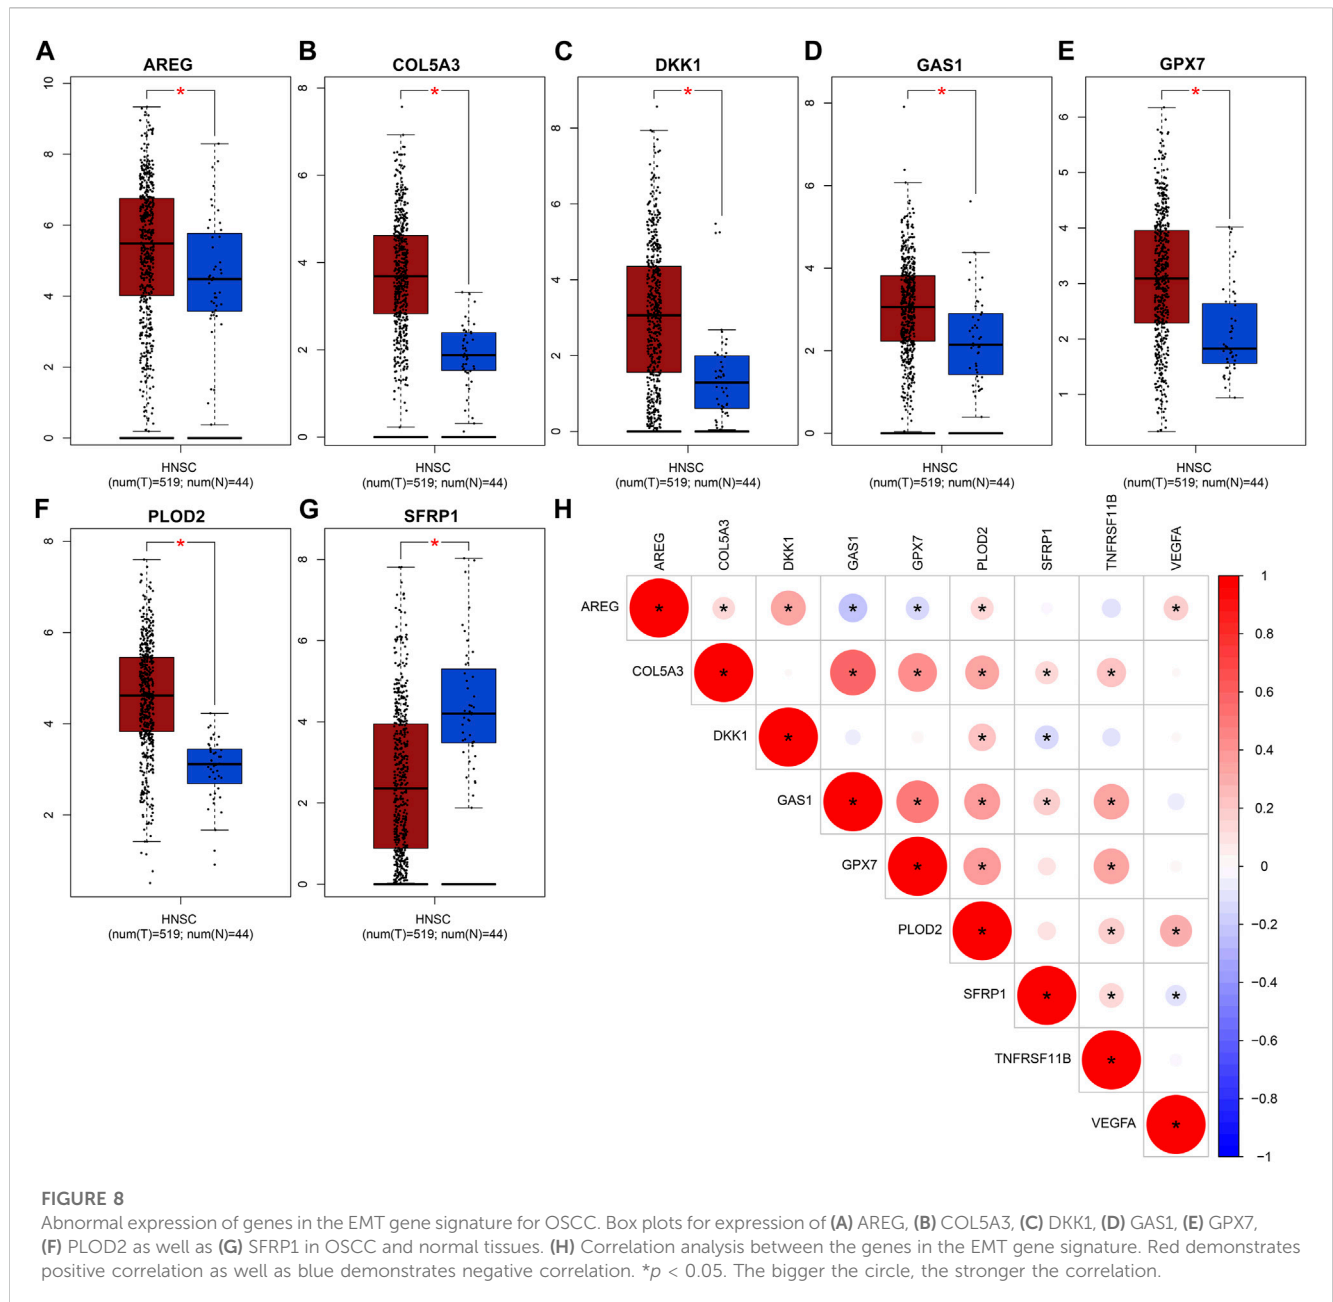 A
AREG
*
10
8
6
4
2
0
HNSC
(num(T)=519; num(N)=44)
B
COL5A3
*
8
6
4
2
0
HNSC
(num(T)=519; num(N)=44)
C
DKK1
*
8
6
4
2
0
HNSC
(num(T)=519; num(N)=44)
D
GAS1
*
8
6
4
2
0
HNSC
(num(T)=519; num(N)=44)
E
GPX7
*
6
5
4
3
2
1
HNSC
(num(T)=519; num(N)=44)
F
PLOD2
*
8
6
4
2
HNSC
(num(T)=519; num(N)=44)
G
SFRP1
*
8
6
4
2
0
HNSC
(num(T)=519; num(N)=44)
H
AREG
COL5A3
DKK1
GAS1
GPX7
PLOD2
SFRP1
TNFRSF11B
VEGFA
AREG * * * * * * *
COL5A3 * * * * * *
DKK1 * * *
GAS1 * * * * *
GPX7 * * *
PLOD2 * * *
SFRP1 * * *
TNFRSF11B *
VEGFA *
1
0.8
0.6
0.4
0.2
0
−0.2
−0.4
−0.6
−0.8
−1
FIGURE 8
Abnormal expression of genes in the EMT gene signature for OSCC. Box plots for expression of (A) AREG, (B) COL5A3, (C) DKK1, (D) GAS1, (E) GPX7,
(F) PLOD2 as well as (G) SFRP1 in OSCC and normal tissues. (H) Correlation analysis between the genes in the EMT gene signature. Red demonstrates
positive correlation as well as blue demonstrates negative correlation. *p < 0.05. The bigger the circle, the stronger the correlation.